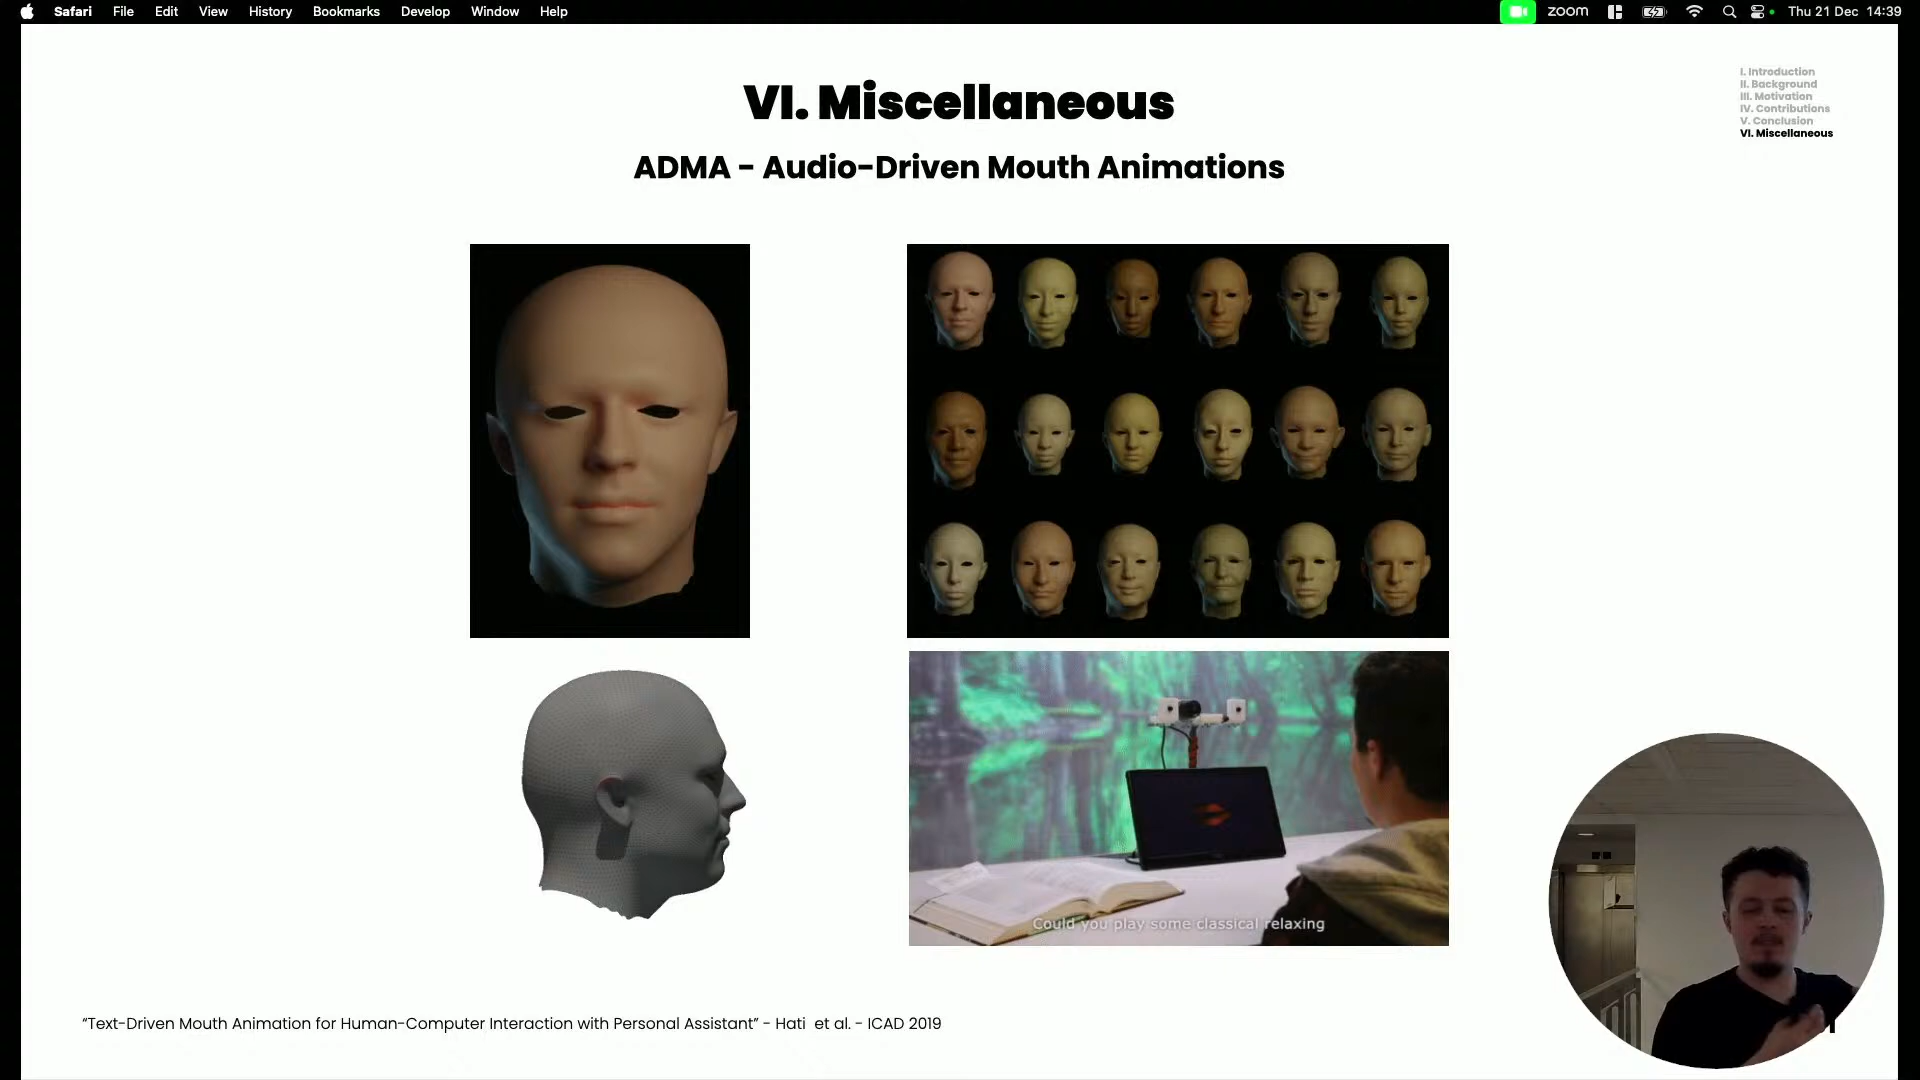 Safari File Edit View History Bookmarks Develop Window Help zoom Thu 21 Dec 14:39
VI. Miscellaneous
ADMA - Audio-Driven Mouth Animations
I. Introduction
II. Background
III. Motivation
IV. Contributions
V. Conclusion
VI. Miscellaneous
Could you play some classical relaxing
“Text-Driven Mouth Animation for Human-Computer Interaction with Personal Assistant” - Hati et al. - ICAD 2019